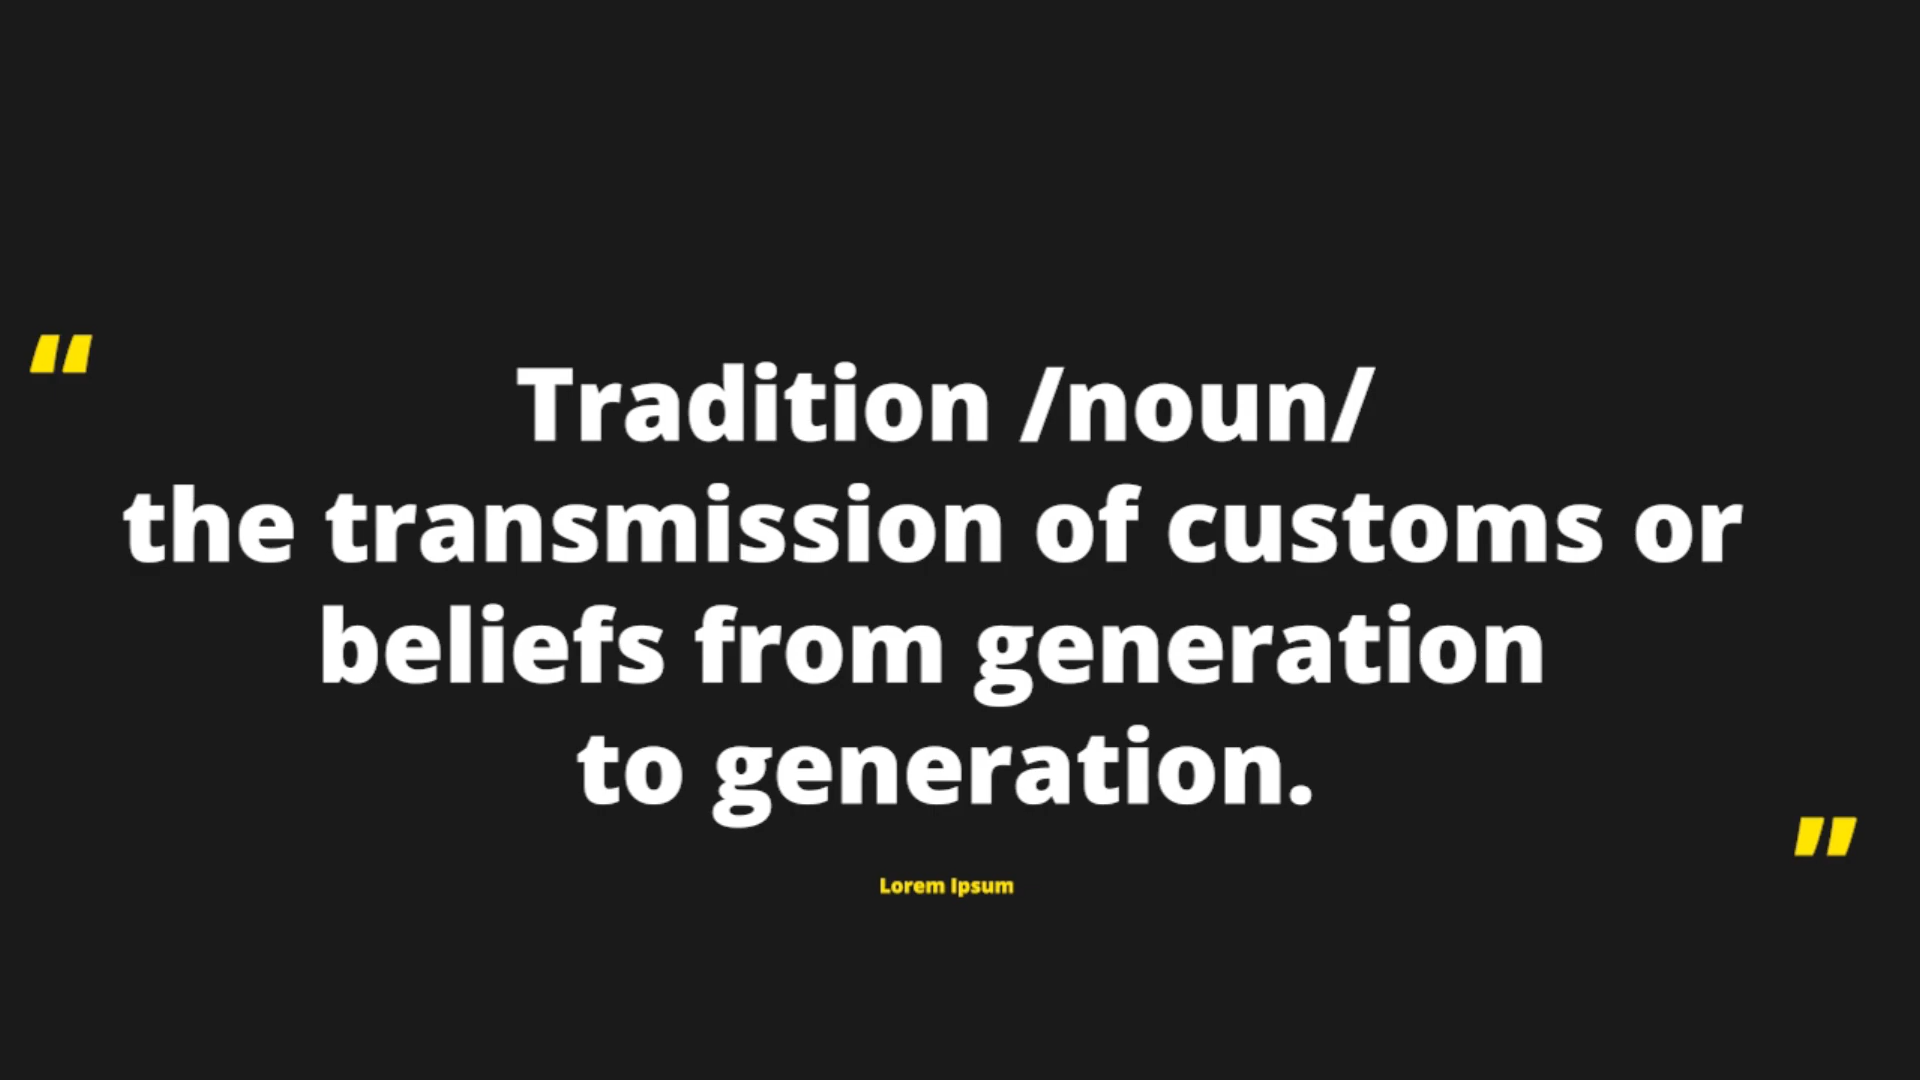 “
Tradition /noun/
the transmission of customs or
beliefs from generation
to generation.
”
Lorem Ipsum